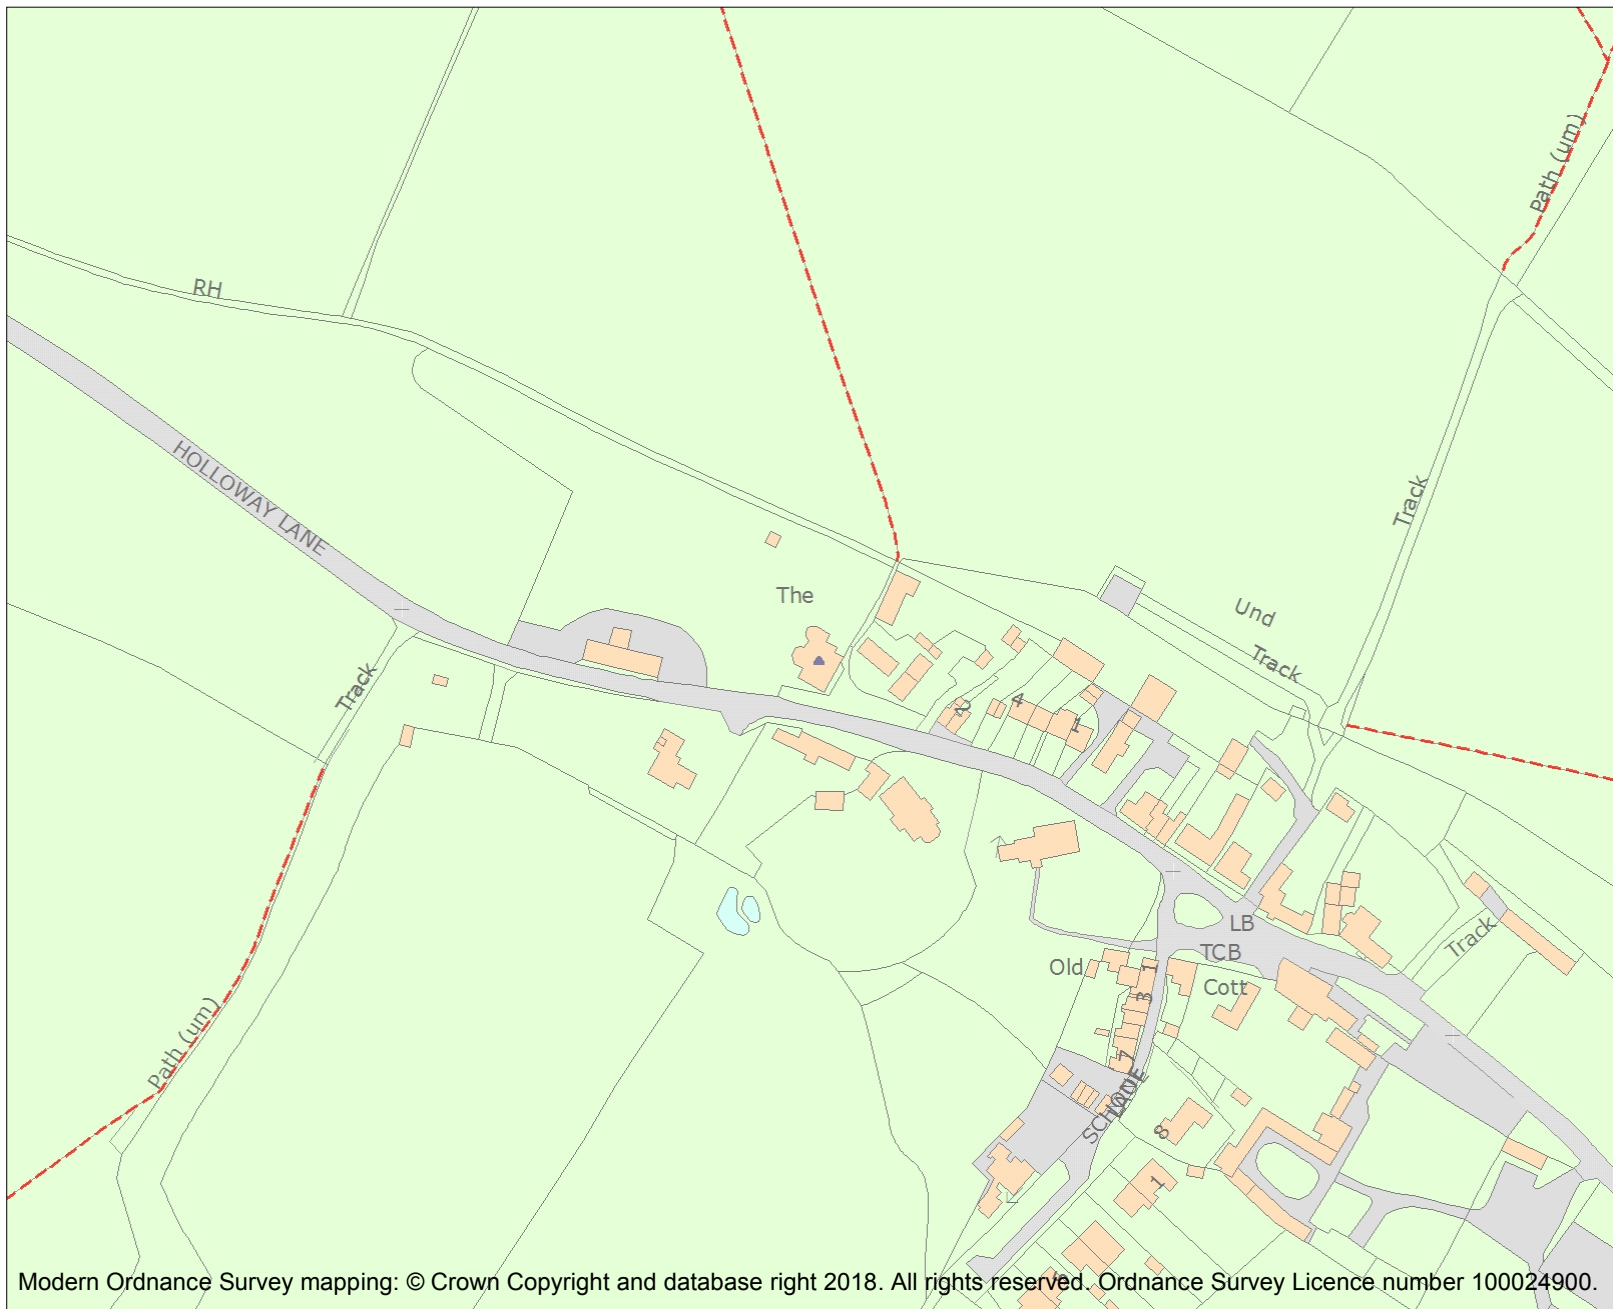 Path (um)
RH
HOLLOWAY LANE
Track
The
Und
Track
Track
2
4
1
LB
Track
TCB
Old
1
Cott
3
Path (um)
7
SCHOOL
LANE
8
1
Modern Ordnance Survey mapping: © Crown Copyright and database right 2018. All rights reserved. Ordnance Survey Licence number 100024900.